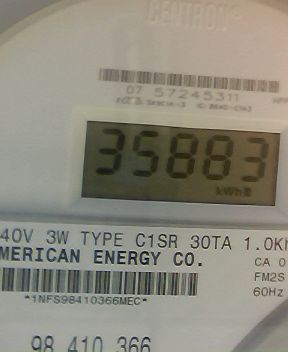 CENTRON®
07 57245311
35883
kWh
40V 3W TYPE C1SR 30TA 1.0Kh
MERICAN ENERGY CO.
CA 0
FM2S
60Hz
*1NFS98410366MEC*
98 410 366